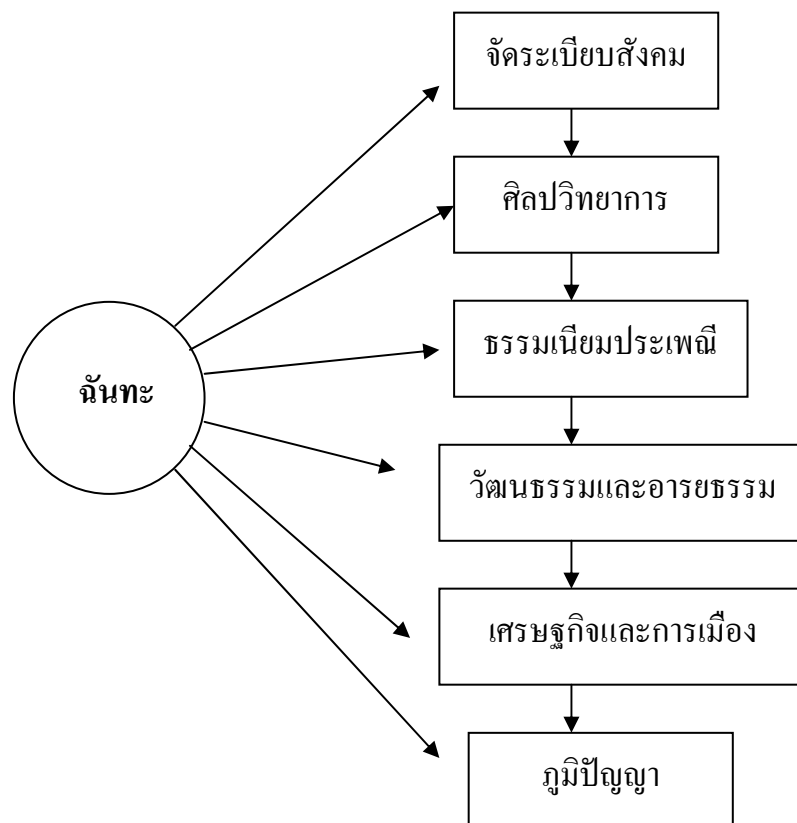 จัดระเบียบสังคม
ศิลปวิทยาการ
ธรรมเนียมประเพณี
ฉันทะ
วัฒนธรรมและอารยธรรม
เศรษฐกิจและการเมือง
ภูมิปัญญา